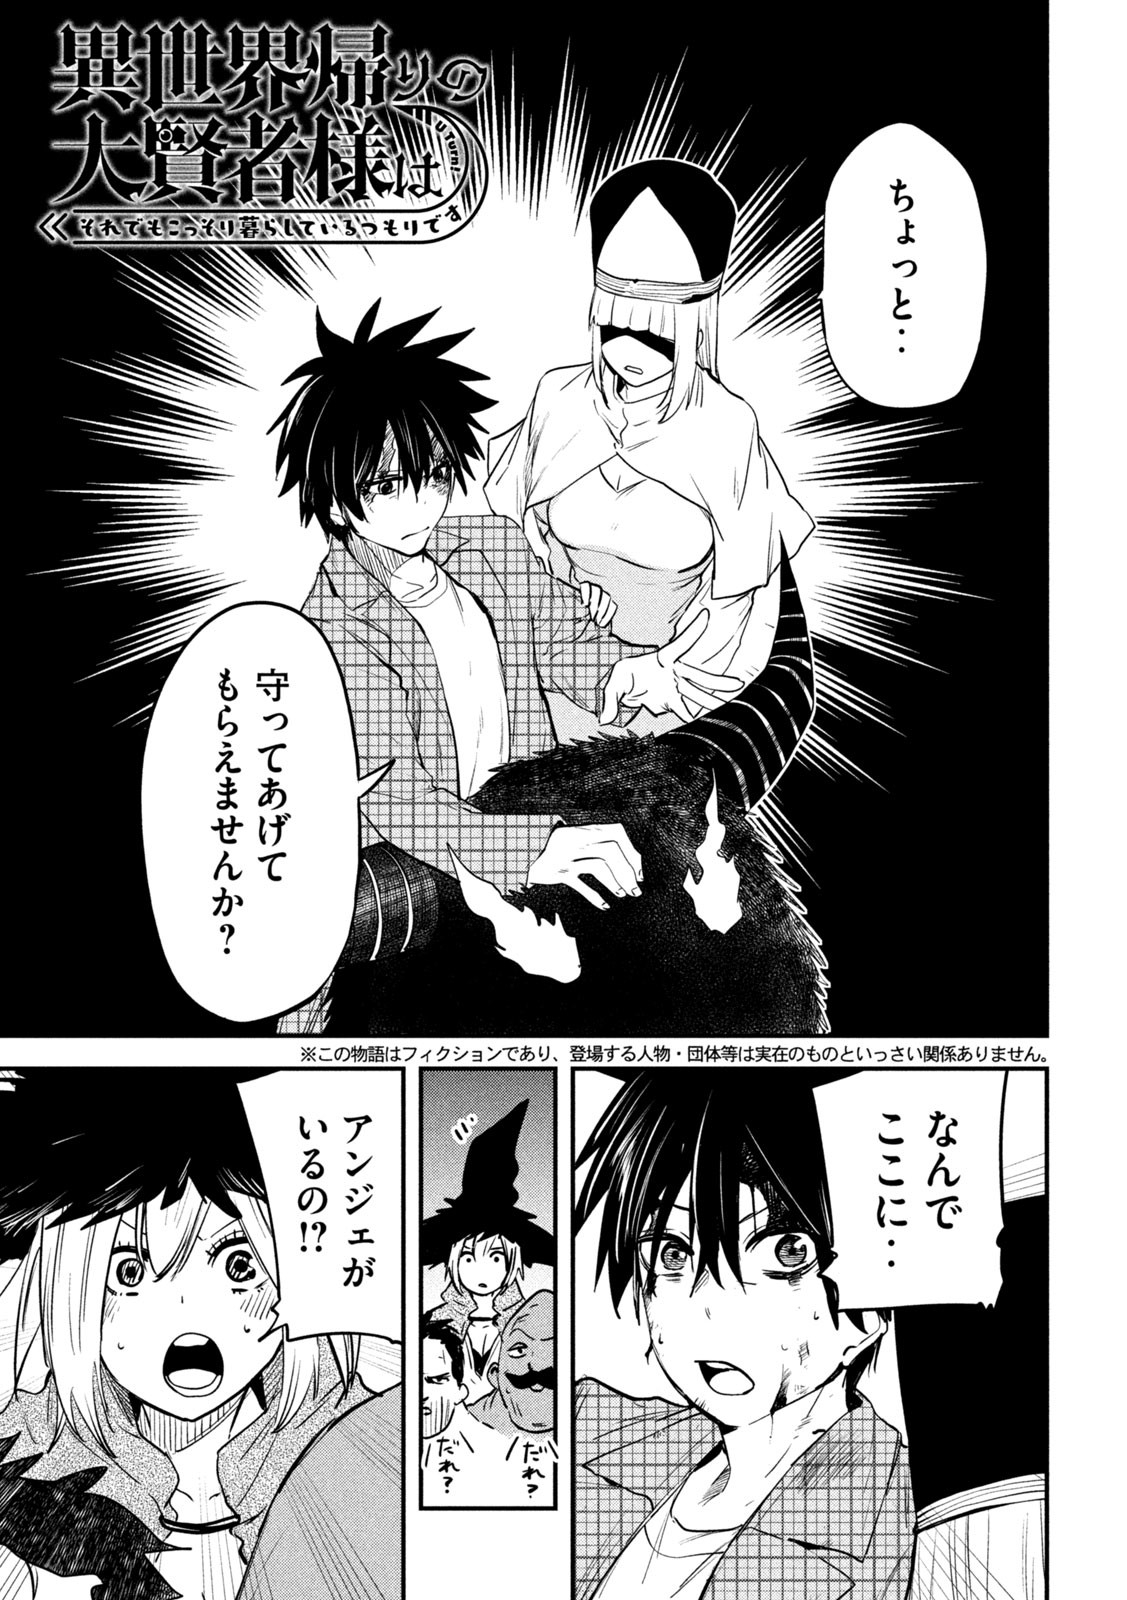 異世界帰りの
大賢者様は
U Turn!
それでもこっそり暮らしているつもりです
ちょっと‥
守ってあげて
もらえませんか？
※この物語はフィクションであり、登場する人物・団体等は実在のものといっさい関係ありません。
なんで
ここに‥
だれ？
だれ？
アンジェが
いるの!?